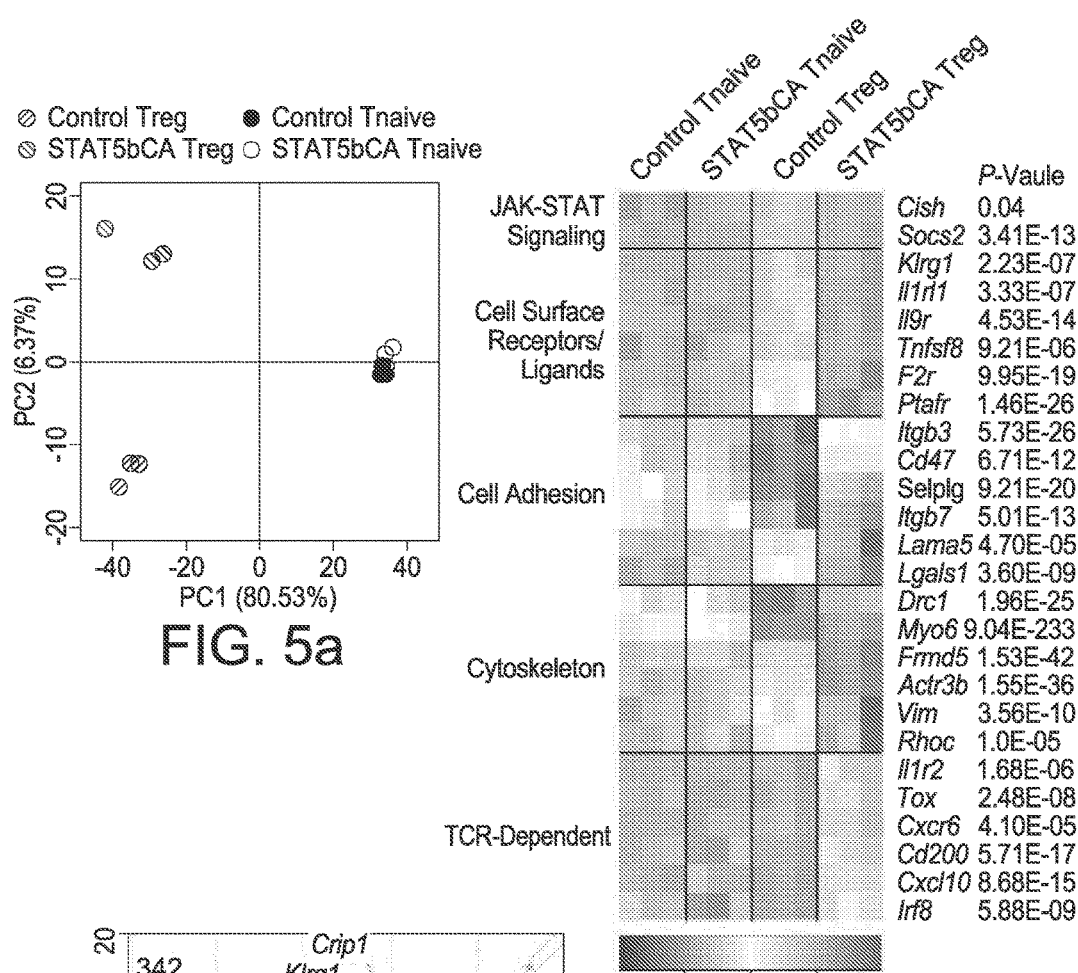 Control Treg
Control Tnaive
STAT5bCA Treg
STAT5bCA Tnaive
20
10
0
-10
-20
PC2 (6.37%)
-40
-20
0
20
40
PC1 (80.53%)
FIG. 5a
Control Tnaive
STAT5bCA Tnaive
Control Treg
STAT5bCA Treg
P-Vaule
JAK-STAT
Signaling
Cell Surface
Receptors/
Ligands
Cell Adhesion
Cytoskeleton
TCR-Dependent
Cish 0.04
Socs2 3.41E-13
Klrg1 2.23E-07
Il1rl1 3.33E-07
Il9r 4.53E-14
Tnfsf8 9.21E-06
F2r 9.95E-19
Ptafr 1.46E-26
Itgb3 5.73E-26
Cd47 6.71E-12
Selplg 9.21E-20
Itgb7 5.01E-13
Lama5 4.70E-05
Lgals1 3.60E-09
Drc1 1.96E-25
Myo6 9.04E-233
Frmd5 1.53E-42
Actr3b 1.55E-36
Vim 3.56E-10
Rhoc 1.0E-05
Il1r2 1.68E-06
Tox 2.48E-08
Cxcr6 4.10E-05
Cd200 5.71E-17
Cxcl10 8.68E-15
Irf8 5.88E-09
20
342
Crip1
Klrg1